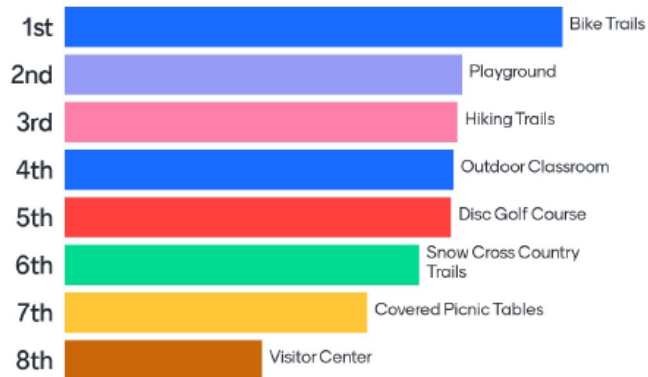 1st Bike Trails
2nd Playground
3rd Hiking Trails
4th Outdoor Classroom
5th Disc Golf Course
6th Snow Cross Country
Trails
7th Covered Picnic Tables
8th Visitor Center